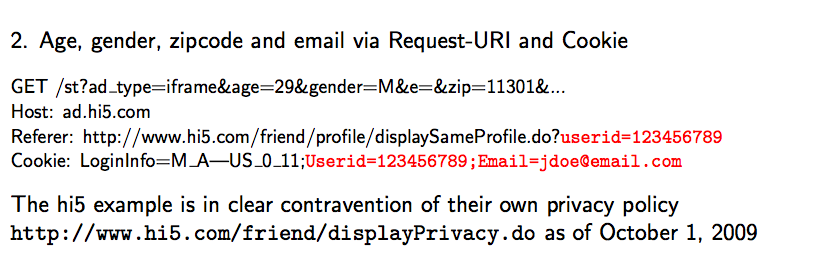 2. Age, gender, zipcode and email via Request-URI and Cookie
GET /st?ad_type=iframe&age=29&gender=M&e=&zip=11301&...
Host: ad.hi5.com
Referer: http://www.hi5.com/friend/profile/displaySameProfile.do?userid=123456789
Cookie: LoginInfo=M_A—US_0_11;Userid=123456789;Email=jdoe@email.com
The hi5 example is in clear contravention of their own privacy policy
http://www.hi5.com/friend/displayPrivacy.do as of October 1, 2009